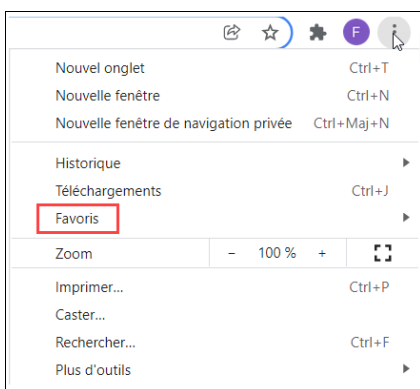 F
Nouvel onglet Ctrl+T
Nouvelle fenêtre Ctrl+N
Nouvelle fenêtre de navigation privée Ctrl+Maj+N
Historique
Téléchargements Ctrl+J
Favoris
Zoom – 100 % +
Imprimer... Ctrl+P
Caster...
Rechercher... Ctrl+F
Plus d'outils